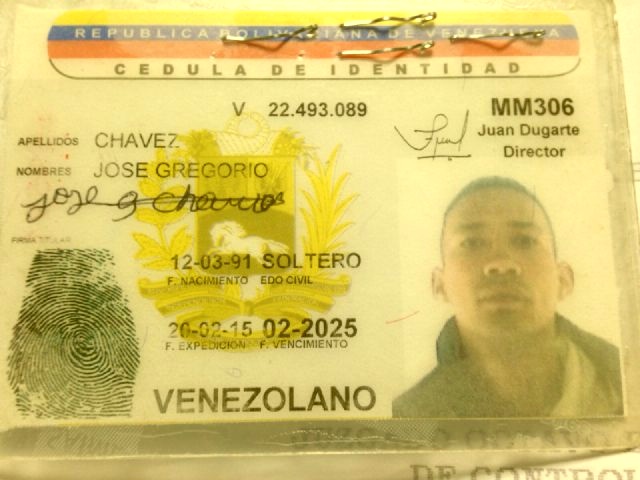 REPUBLICA BOLIVARIANA DE VENEZUELA
CEDULA DE IDENTIDAD
V 22.493.089
MM306
Juan Dugarte
Director
APELLIDOS CHAVEZ
NOMBRES JOSE GREGORIO
jose g Chavez
FIRMA TITULAR
12-03-91 SOLTERO
F. NACIMIENTO EDO CIVIL
20-02-15 02-2025
F. EXPEDICION F. VENCIMIENTO
VENEZOLANO
DE CONTROL